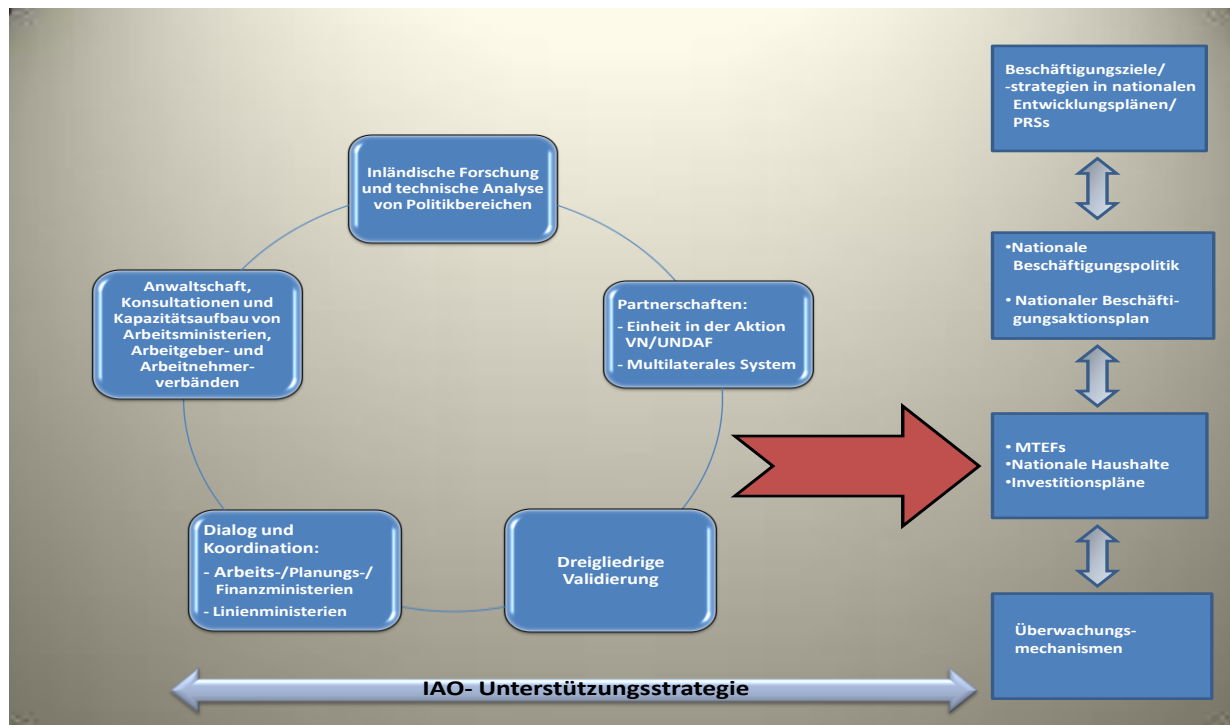 Inländische Forschung
und technische Analyse
von Politikbereichen
Anwaltschaft,
Konsultationen und
Kapazitätsaufbau von
Arbeitsministerien,
Arbeitgeber- und
Arbeitnehmer-
verbänden
Partnerschaften:
- Einheit in der Aktion
VN/UNDAF
- Multilaterales System
Dialog und
Koordination:
- Arbeits-/Planungs-/
Finanzministerien
- Linienministerien
Dreigliedrige
Validierung
Beschäftigungsziele/
-strategien in nationalen
Entwicklungsplänen/
PRSs
•Nationale
Beschäftigungspolitik
• Nationaler Beschäfti-
gungsaktionsplan
• MTEFs
•Nationale Haushalte
•Investitionspläne
Überwachungs-
mechanismen
IAO- Unterstützungsstrategie